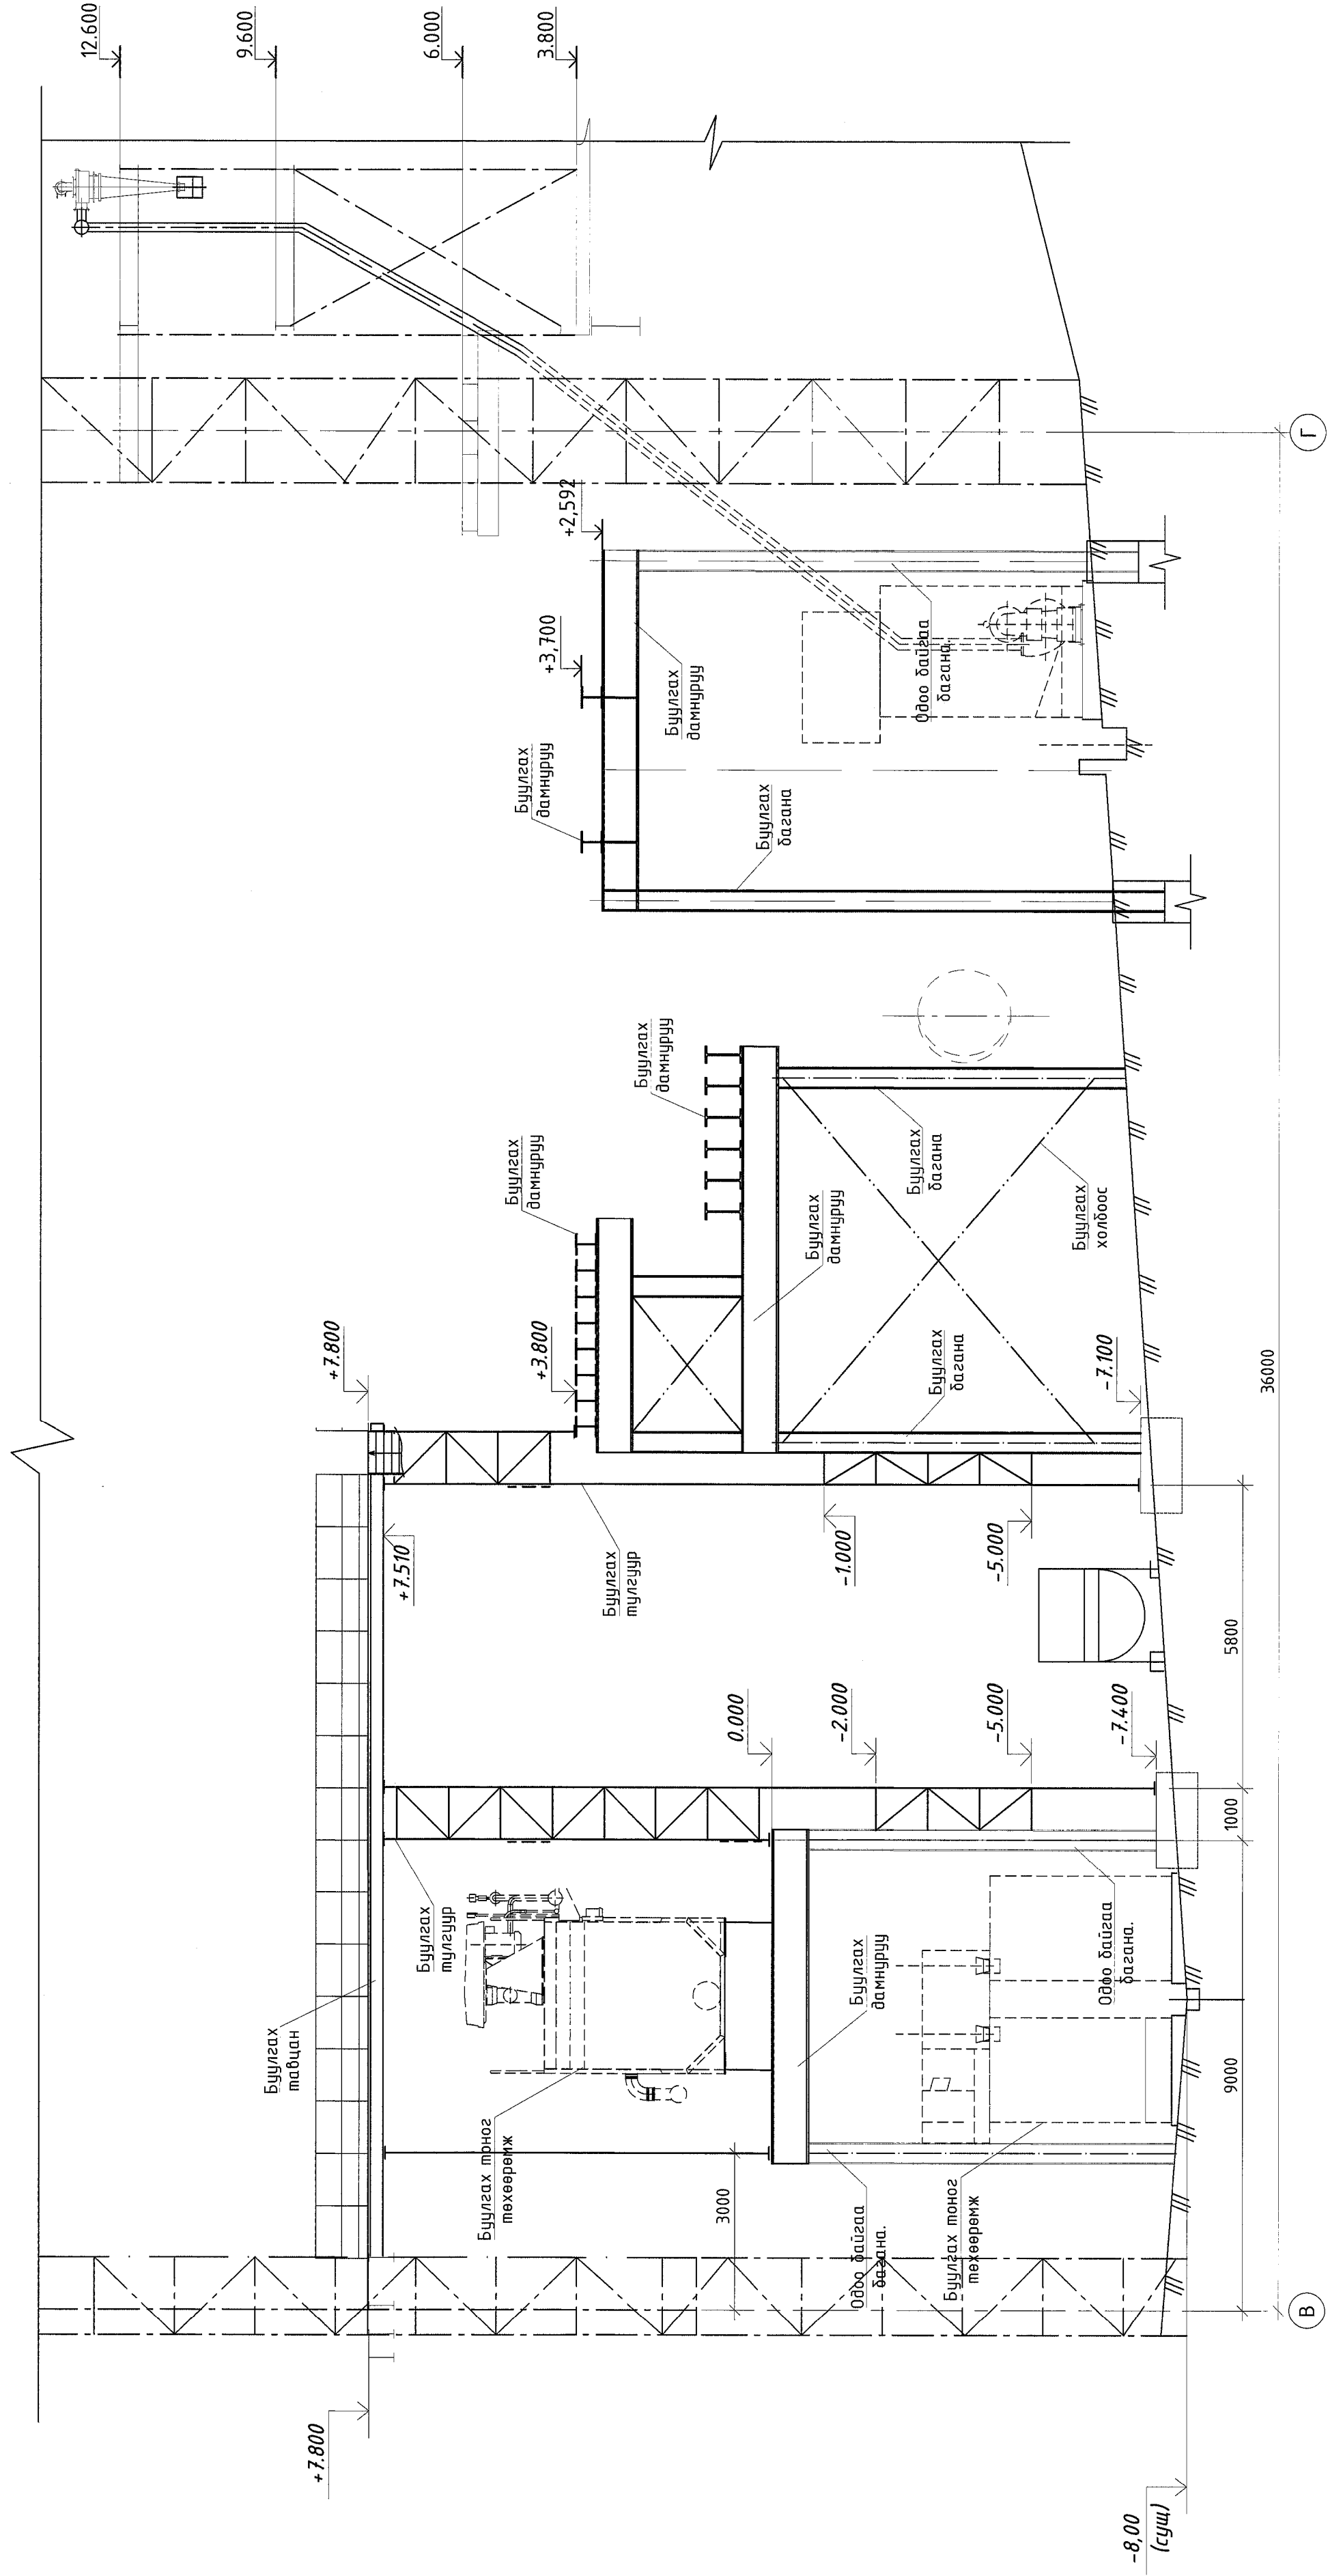 12.600
9.600
6.000
3.800
+2,592
+3,700
Буулгах
дамнуруу
Буулгах
дамнуруу
Буулгах
багана
Одоо байгаа
багана.
Г
Буулгах
дамнуруу
Буулгах
дамнуруу
Буулгах
багана
Буулгах
холбоос
Буулгах
дамнуруу
Буулгах
багана
+7.800
+3.800
-7.100
36000
+7.510
Буулгах
тулгуур
-1.000
-5.000
5800
0.000
-2.000
-5.000
-7.400
1000
Буулгах
тавцан
Буулгах
тулгуур
Буулгах
дамнуруу
Одоо байгаа
багана.
9000
Буулгах тоног
төхөөрөмж
3000
Одоо байгаа
багана.
Буулгах тоног
төхөөрөмж
В
+7.800
-8,00
(сущ)